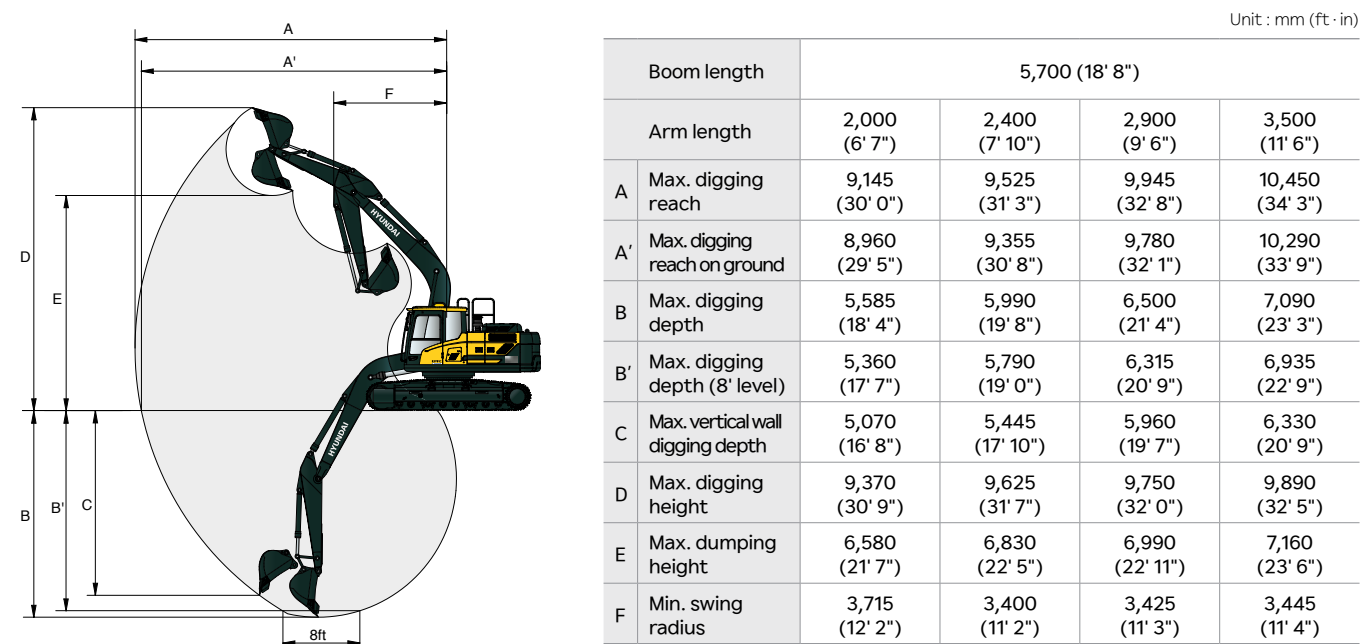 Unit : mm (ft · in)
A
A'
F
D
E
B
B'
C
8ft
HYUNDAI
HYUNDAI
Boom length 5,700 (18' 8")
Arm length 2,000 (6' 7") 2,400 (7' 10") 2,900 (9' 6") 3,500 (11' 6")
A Max. digging reach 9,145 (30' 0") 9,525 (31' 3") 9,945 (32' 8") 10,450 (34' 3")
A′ Max. digging reach on ground 8,960 (29' 5") 9,355 (30' 8") 9,780 (32' 1") 10,290 (33' 9")
B Max. digging depth 5,585 (18' 4") 5,990 (19' 8") 6,500 (21' 4") 7,090 (23' 3")
B′ Max. digging depth (8' level) 5,360 (17' 7") 5,790 (19' 0") 6,315 (20' 9") 6,935 (22' 9")
C Max. vertical wall digging depth 5,070 (16' 8") 5,445 (17' 10") 5,960 (19' 7") 6,330 (20' 9")
D Max. digging height 9,370 (30' 9") 9,625 (31' 7") 9,750 (32' 0") 9,890 (32' 5")
E Max. dumping height 6,580 (21' 7") 6,830 (22' 5") 6,990 (22' 11") 7,160 (23' 6")
F Min. swing radius 3,715 (12' 2") 3,400 (11' 2") 3,425 (11' 3") 3,445 (11' 4")